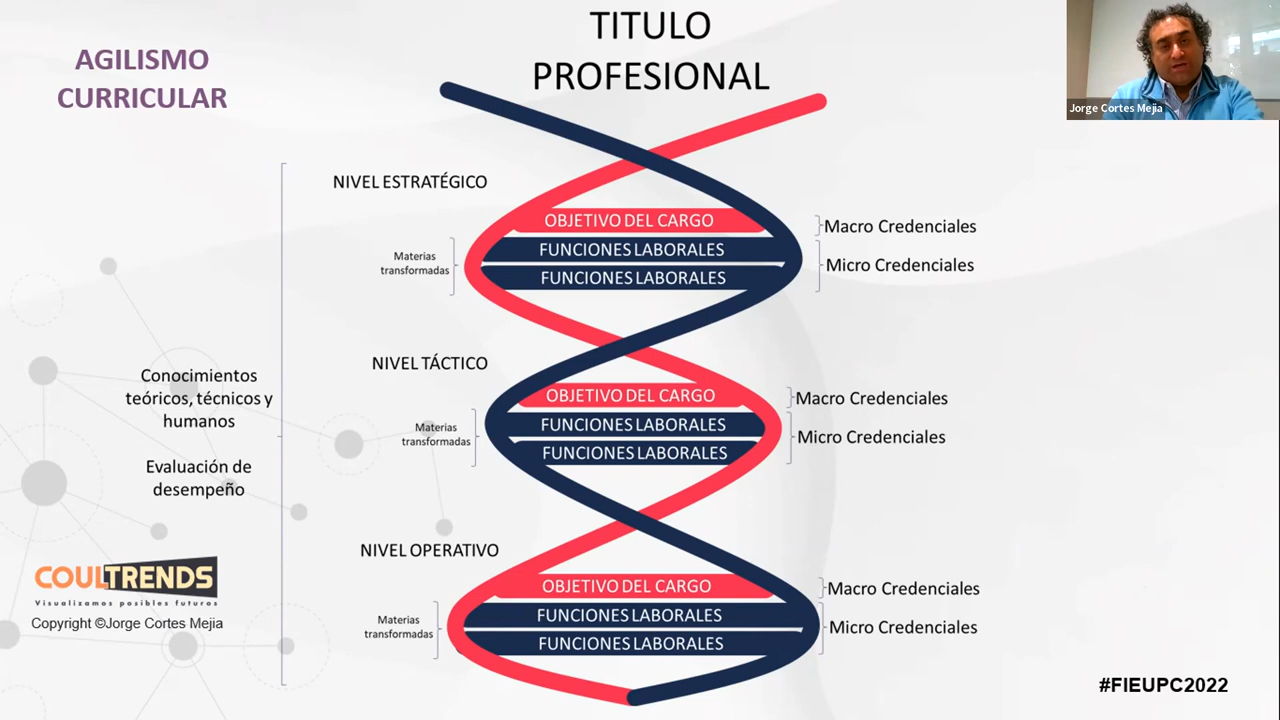 TITULO
PROFESIONAL
AGILISMO
CURRICULAR
Jorge Cortes Mejia
NIVEL ESTRATÉGICO
OBJETIVO DEL CARGO
FUNCIONES LABORALES
FUNCIONES LABORALES
Materias
transformadas
Macro Credenciales
Micro Credenciales
NIVEL TÁCTICO
OBJETIVO DEL CARGO
FUNCIONES LABORALES
FUNCIONES LABORALES
Materias
transformadas
Macro Credenciales
Micro Credenciales
Conocimientos
teóricos, técnicos y
humanos
Evaluación de
desempeño
NIVEL OPERATIVO
OBJETIVO DEL CARGO
FUNCIONES LABORALES
FUNCIONES LABORALES
Materias
transformadas
Macro Credenciales
Micro Credenciales
COULTRENDS
Visualizamos posibles futuros
Copyright ©Jorge Cortes Mejia
#FIEUPC2022